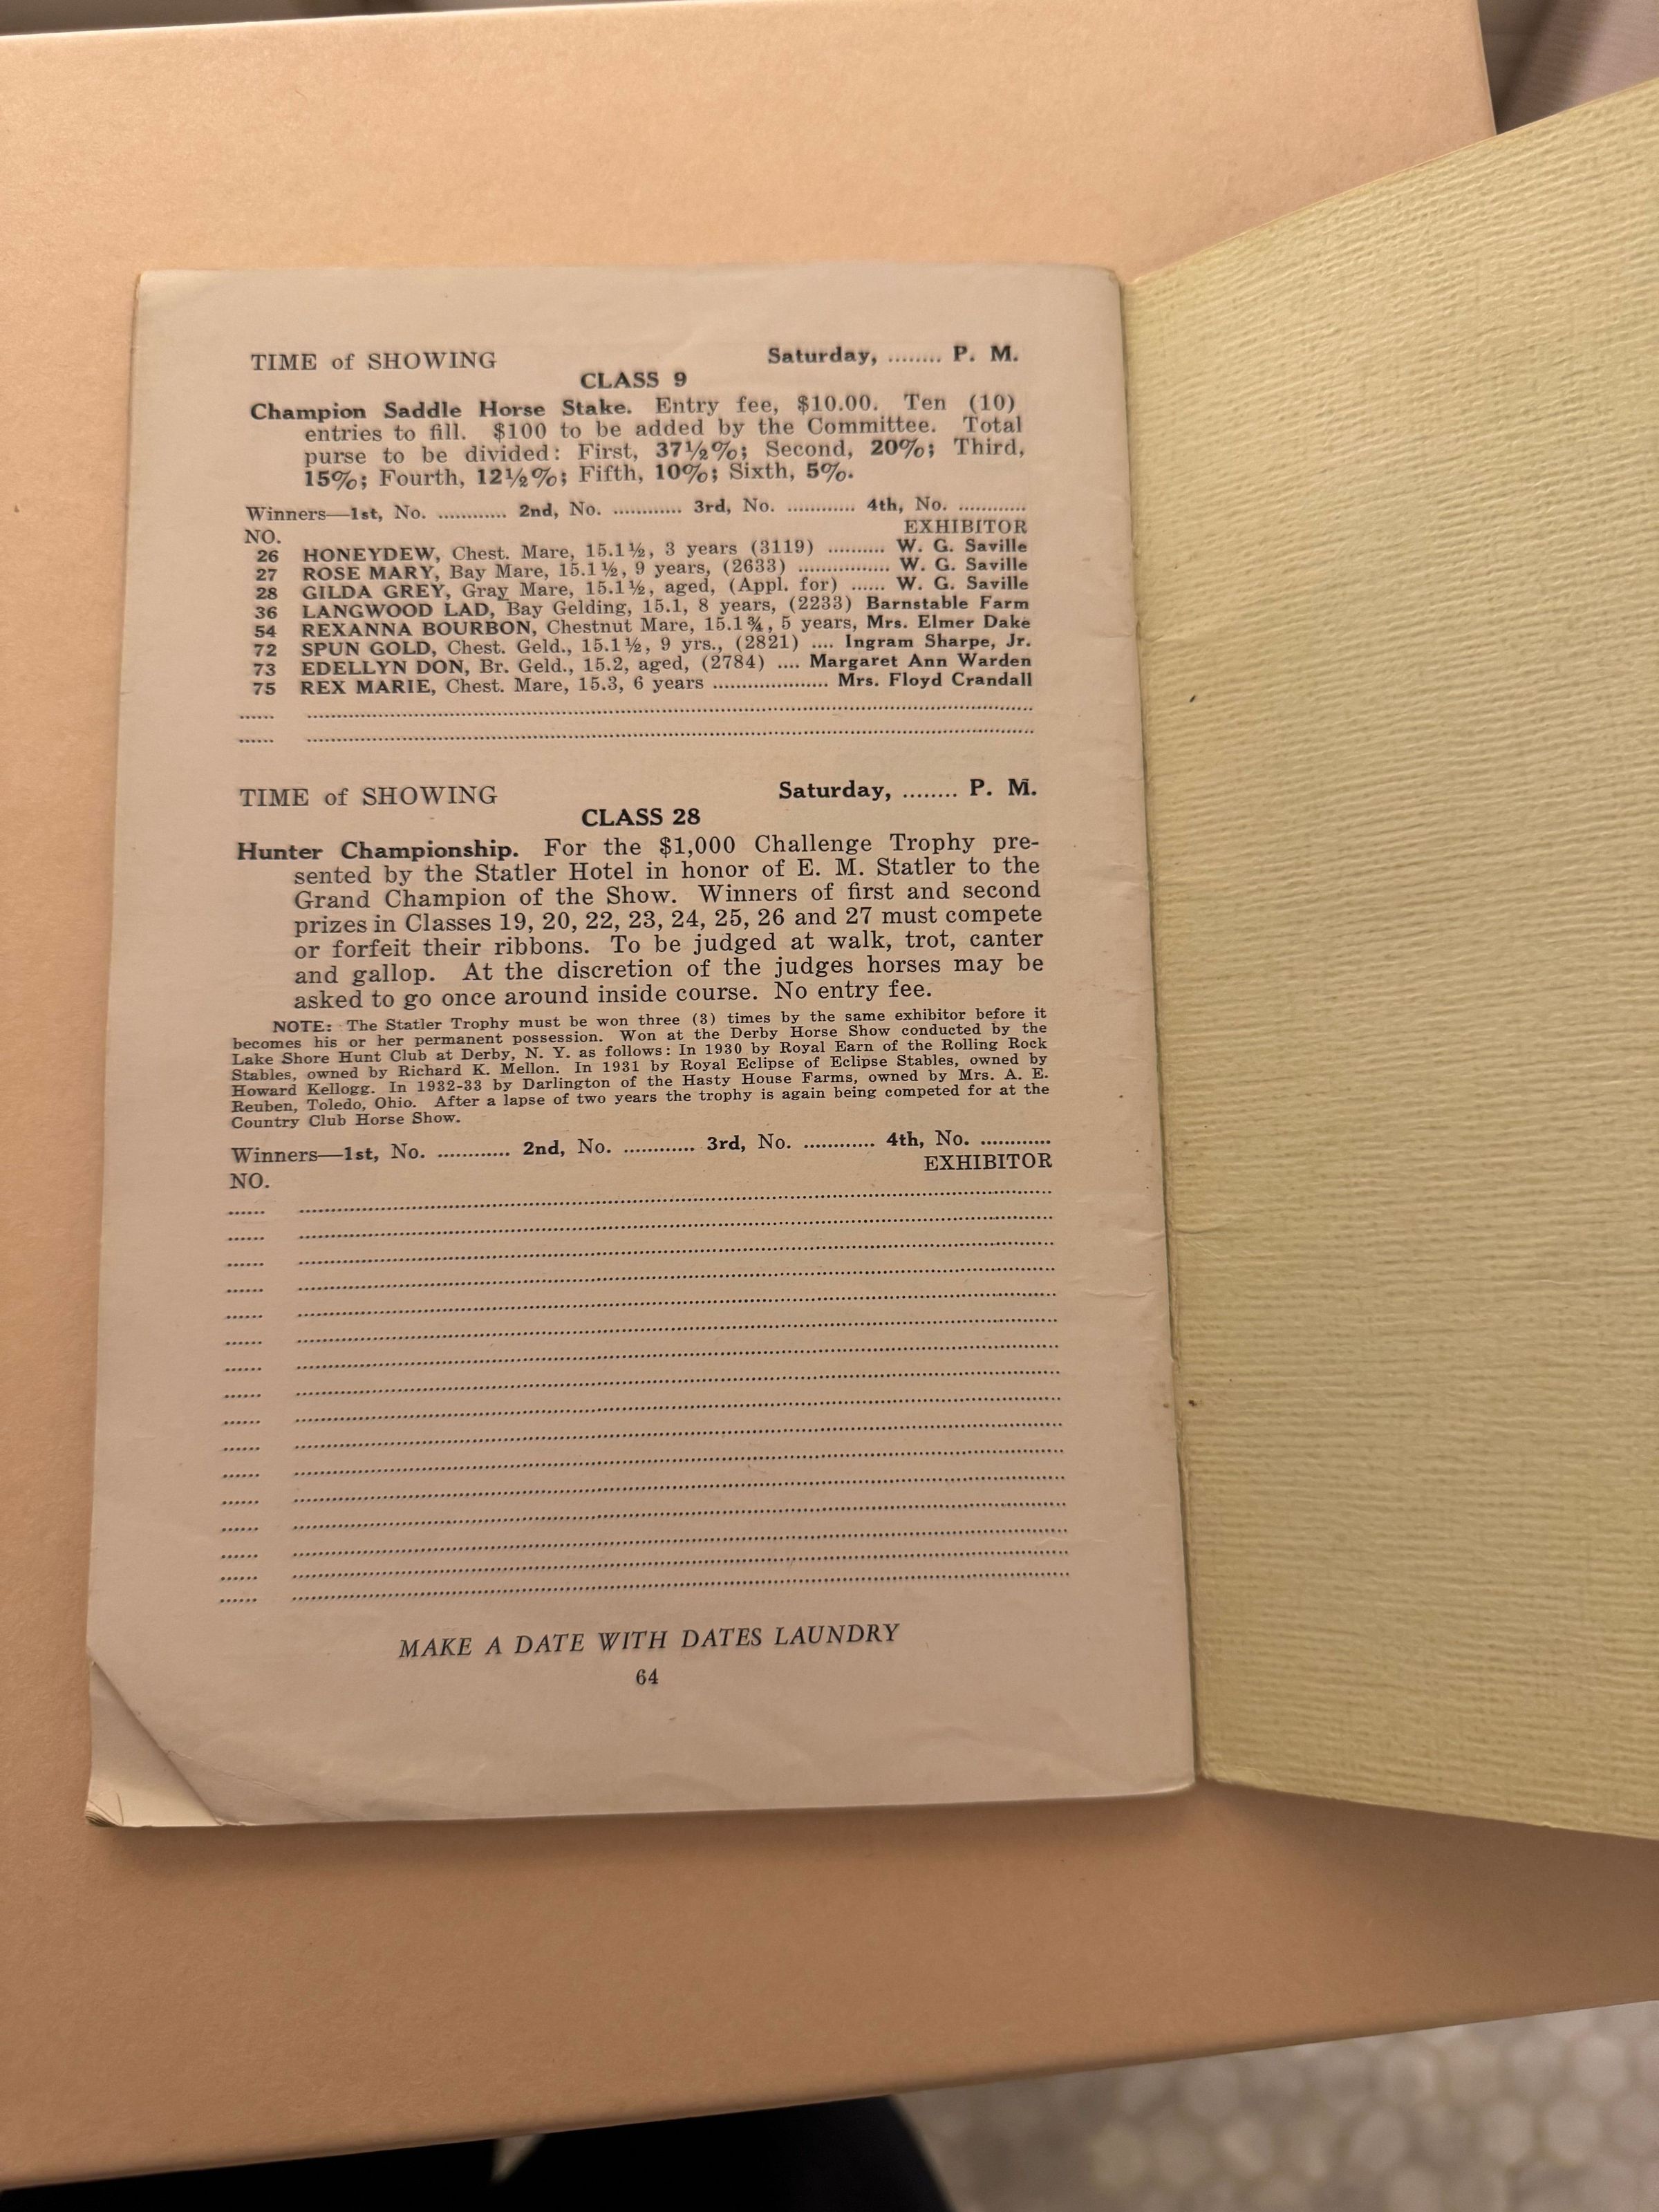 TIME of SHOWING Saturday, ........ P. M.
CLASS 9
Champion Saddle Horse Stake. Entry fee, $10.00. Ten (10)
entries to fill. $100 to be added by the Committee. Total
purse to be divided: First, 37½%; Second, 20%; Third,
15%; Fourth, 12½%; Fifth, 10%; Sixth, 5%.
Winners—1st, No. ............ 2nd, No. ............ 3rd, No. ............ 4th, No. ............
NO. EXHIBITOR
26 HONEYDEW, Chest. Mare, 15.1½, 3 years (3119) .......... W. G. Saville
27 ROSE MARY, Bay Mare, 15.1½, 9 years, (2633) ................ W. G. Saville
28 GILDA GREY, Gray Mare, 15.1½, aged, (Appl. for) ...... W. G. Saville
36 LANGWOOD LAD, Bay Gelding, 15.1, 8 years, (2233) Barnstable Farm
54 REXANNA BOURBON, Chestnut Mare, 15.1¾, 5 years, Mrs. Elmer Dake
72 SPUN GOLD, Chest. Geld., 15.1½, 9 yrs., (2821) .... Ingram Sharpe, Jr.
73 EDELLYN DON, Br. Geld., 15.2, aged, (2784) .... Margaret Ann Warden
75 REX MARIE, Chest. Mare, 15.3, 6 years ..................... Mrs. Floyd Crandall
TIME of SHOWING Saturday, ........ P. M.
CLASS 28
Hunter Championship. For the $1,000 Challenge Trophy pre-
sented by the Statler Hotel in honor of E. M. Statler to the
Grand Champion of the Show. Winners of first and second
prizes in Classes 19, 20, 22, 23, 24, 25, 26 and 27 must compete
or forfeit their ribbons. To be judged at walk, trot, canter
and gallop. At the discretion of the judges horses may be
asked to go once around inside course. No entry fee.
NOTE: The Statler Trophy must be won three (3) times by the same exhibitor before it
becomes his or her permanent possession. Won at the Derby Horse Show conducted by the
Lake Shore Hunt Club at Derby, N. Y. as follows: In 1930 by Royal Earn of the Rolling Rock
Stables, owned by Richard K. Mellon. In 1931 by Royal Eclipse of Eclipse Stables, owned by
Howard Kellogg. In 1932-33 by Darlington of the Hasty House Farms, owned by Mrs. A. E.
Reuben, Toledo, Ohio. After a lapse of two years the trophy is again being competed for at the
Country Club Horse Show.
Winners—1st, No. ............ 2nd, No. ............ 3rd, No. ............ 4th, No. ............
NO. EXHIBITOR
MAKE A DATE WITH DATES LAUNDRY
64